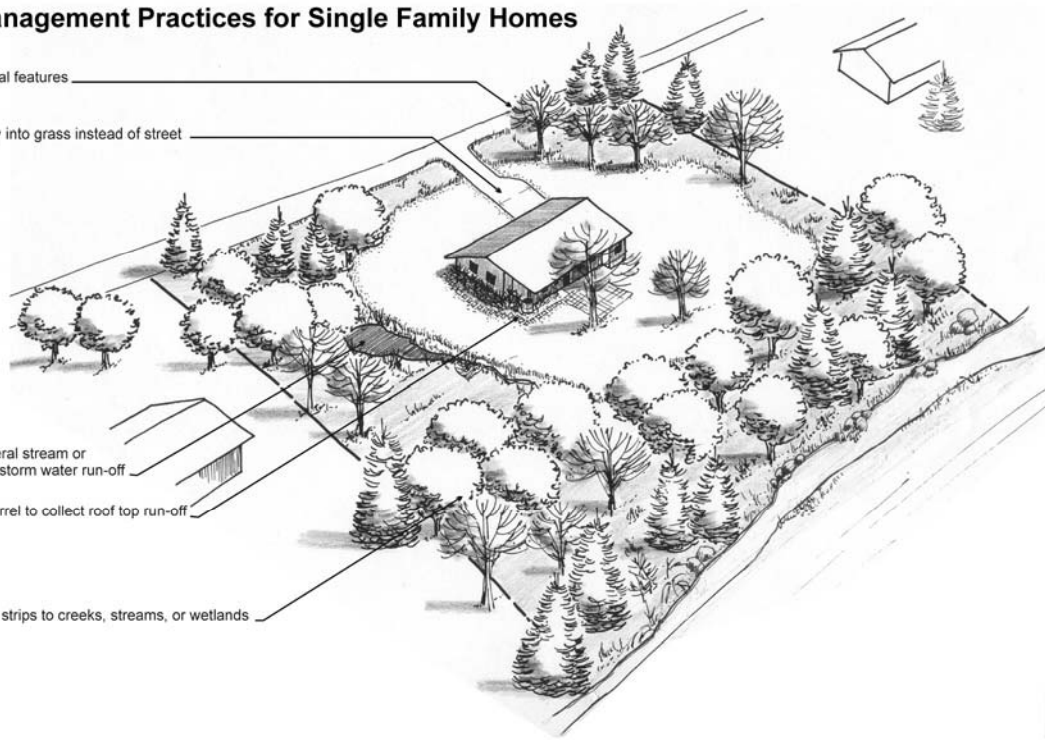 nagement Practices for Single Family Homes
al features
into grass instead of street
eral stream or
storm water run-off
rrel to collect roof top run-off
strips to creeks, streams, or wetlands